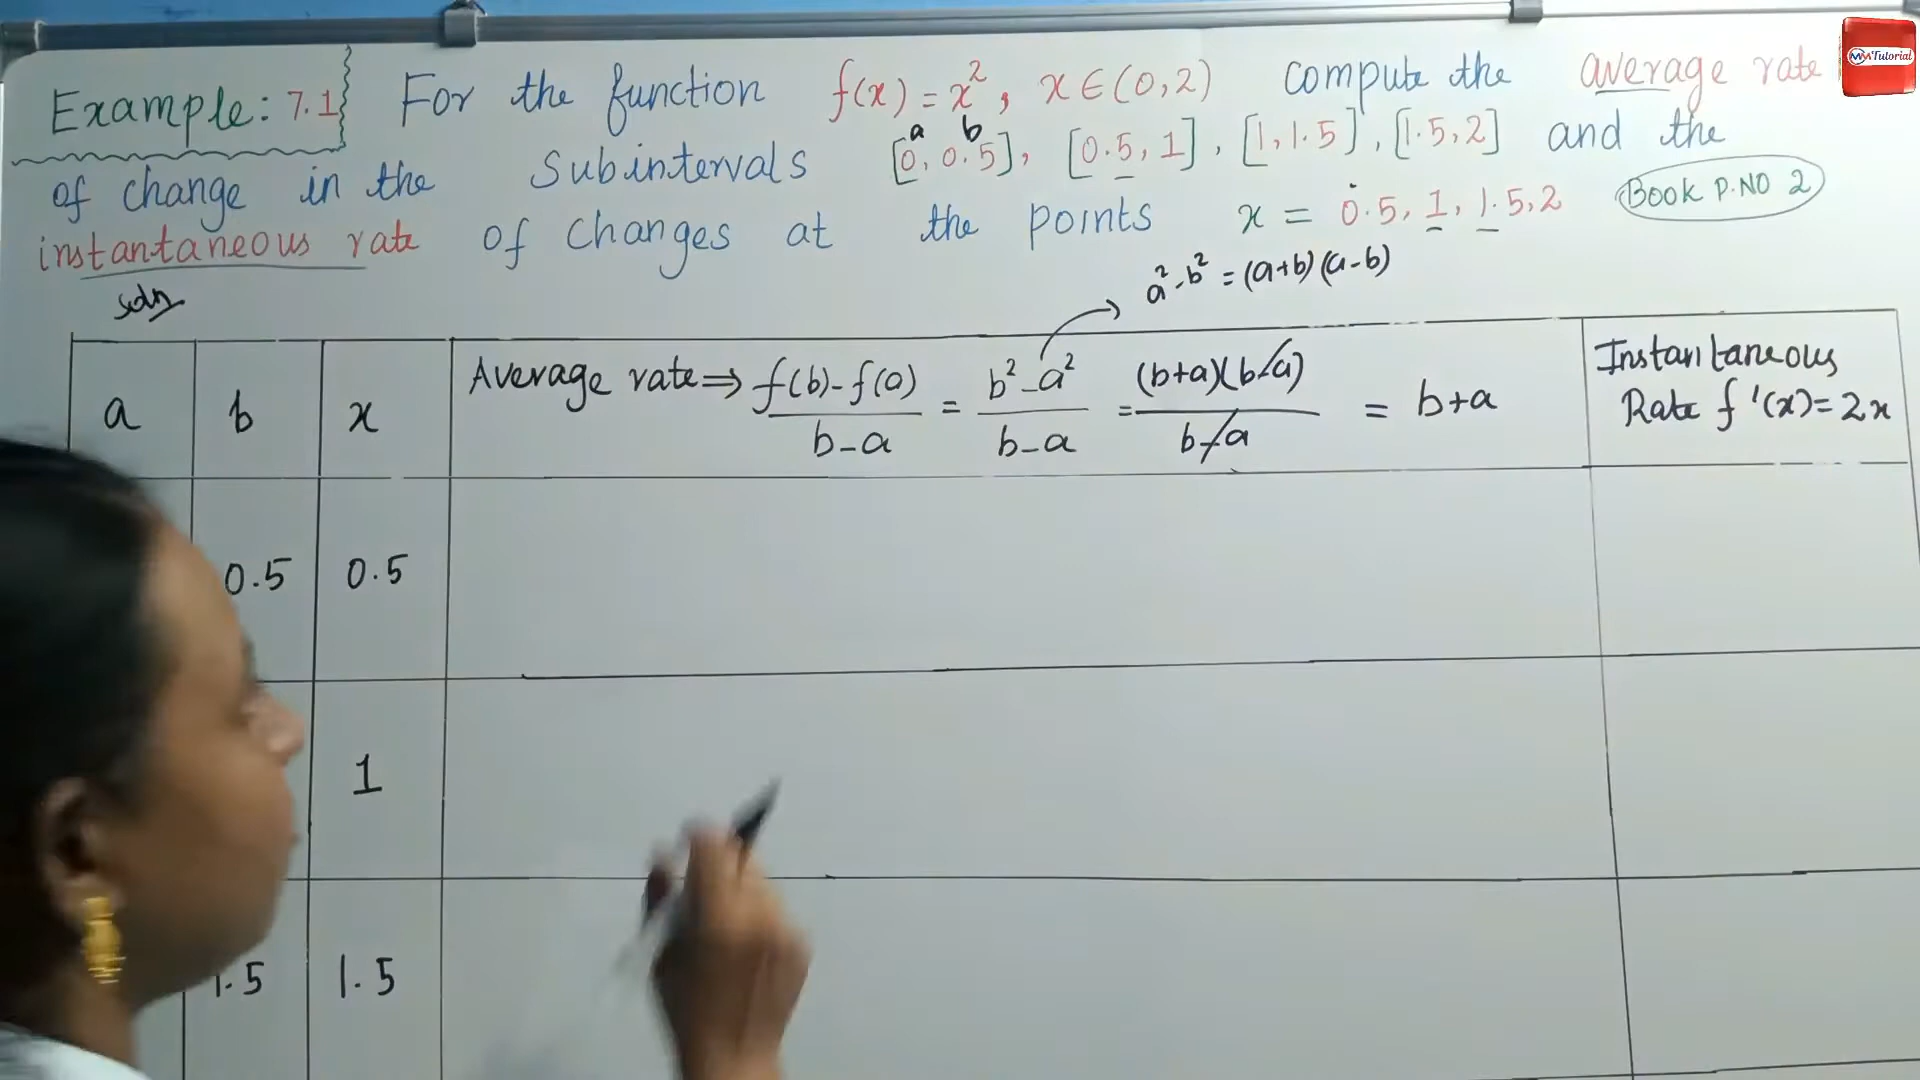 Example: 7.1 For the function f(x) = x², x ∈ (0, 2) compute the average rate
of change in the Subintervals [0, 0.5], [0.5, 1], [1, 1.5], [1.5, 2] and the
a b
instantaneous rate of changes at the points x = 0.5, 1, 1.5, 2 Book P.NO 2
Soln
a² - b² = (a+b)(a-b)
a b x Average rate ⇒ f(b) - f(a) / b - a = b² - a² / b - a = (b+a)(b-a) / b - a = b+a Instantaneous Rate f'(x) = 2x
0.5 0.5
1
1.5 1.5
MM Tutorial